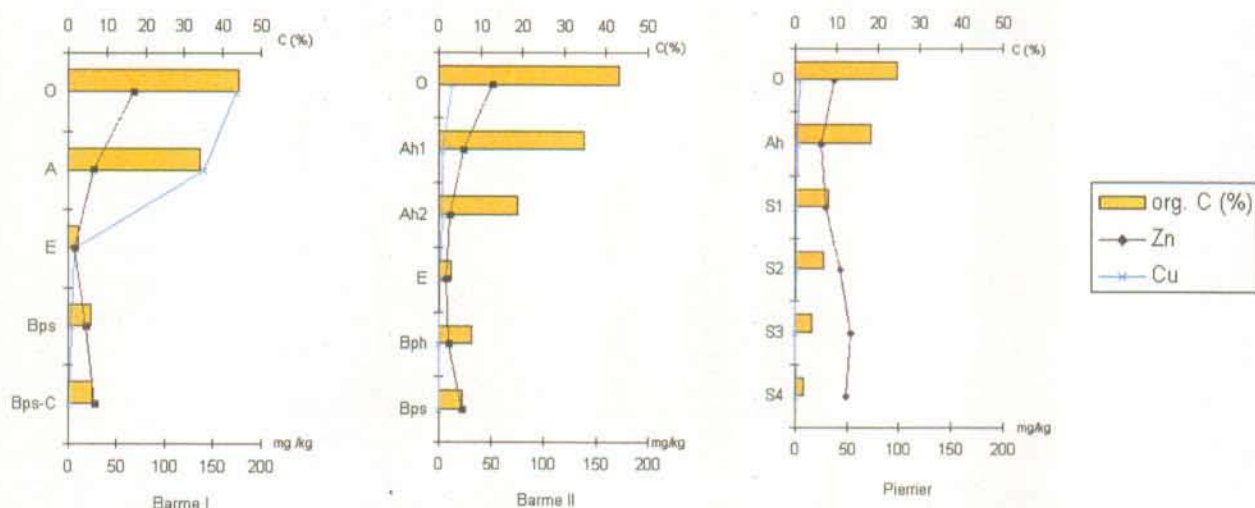 0 10 20 30 40 50
C (%)
O
A
E
Bps
Bps-C
mg /kg
0 50 100 150 200
Barme I
0 10 20 30 40 50
C(%)
O
Ah1
Ah2
E
Bph
Bps
mg/kg
0 50 100 150 200
Barme II
0 10 20 30 40 50
C (%)
O
Ah
S1
S2
S3
S4
mg/kg
0 50 100 150 200
Pierrier
org. C (%)
Zn
Cu